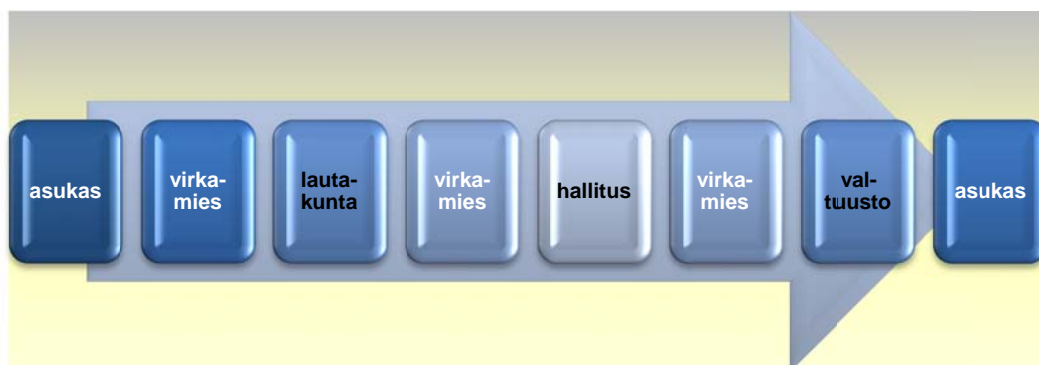 asukas
virka-
mies
lauta-
kunta
virka-
mies
hallitus
virka-
mies
val-
tuusto
asukas